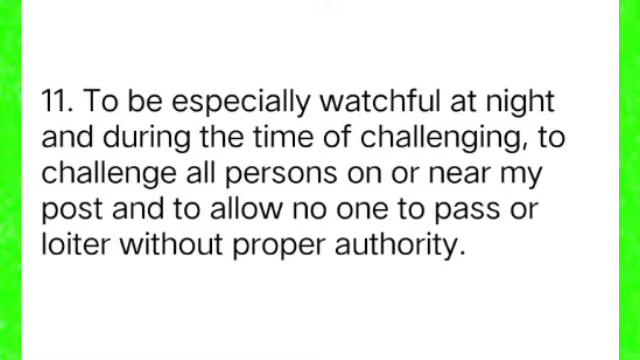 11. To be especially watchful at night
and during the time of challenging, to
challenge all persons on or near my
post and to allow no one to pass or
loiter without proper authority.